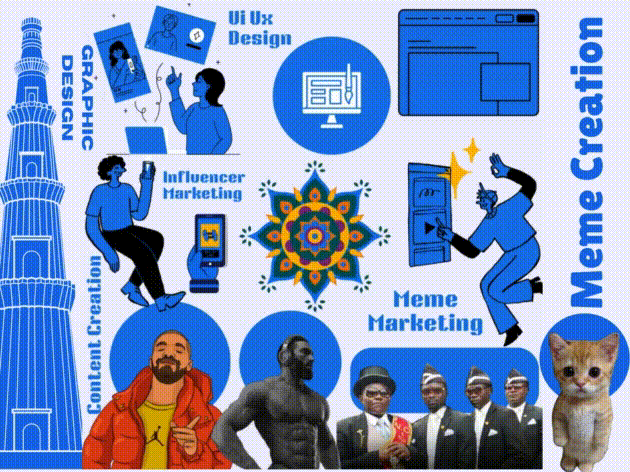 GRAPHIC
DESIGN
Ui Ux
Design
Influencer
Marketing
Content Creation
Meme
Marketing
Meme Creation